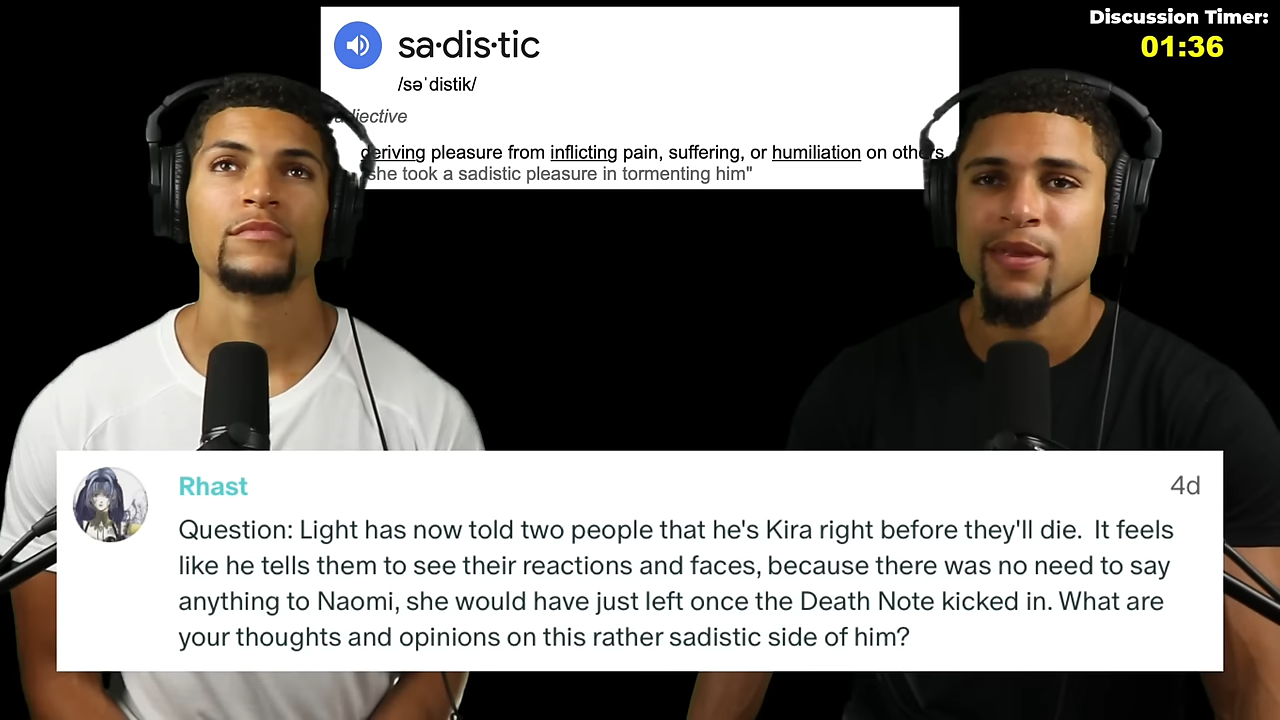 Discussion Timer:
01:36
sa·dis·tic
/səˈdistik/
adjective
deriving pleasure from inflicting pain, suffering, or humiliation on others
"she took a sadistic pleasure in tormenting him"
Rhast
4d
Question: Light has now told two people that he's Kira right before they'll die.  It feels
like he tells them to see their reactions and faces, because there was no need to say
anything to Naomi, she would have just left once the Death Note kicked in. What are
your thoughts and opinions on this rather sadistic side of him?